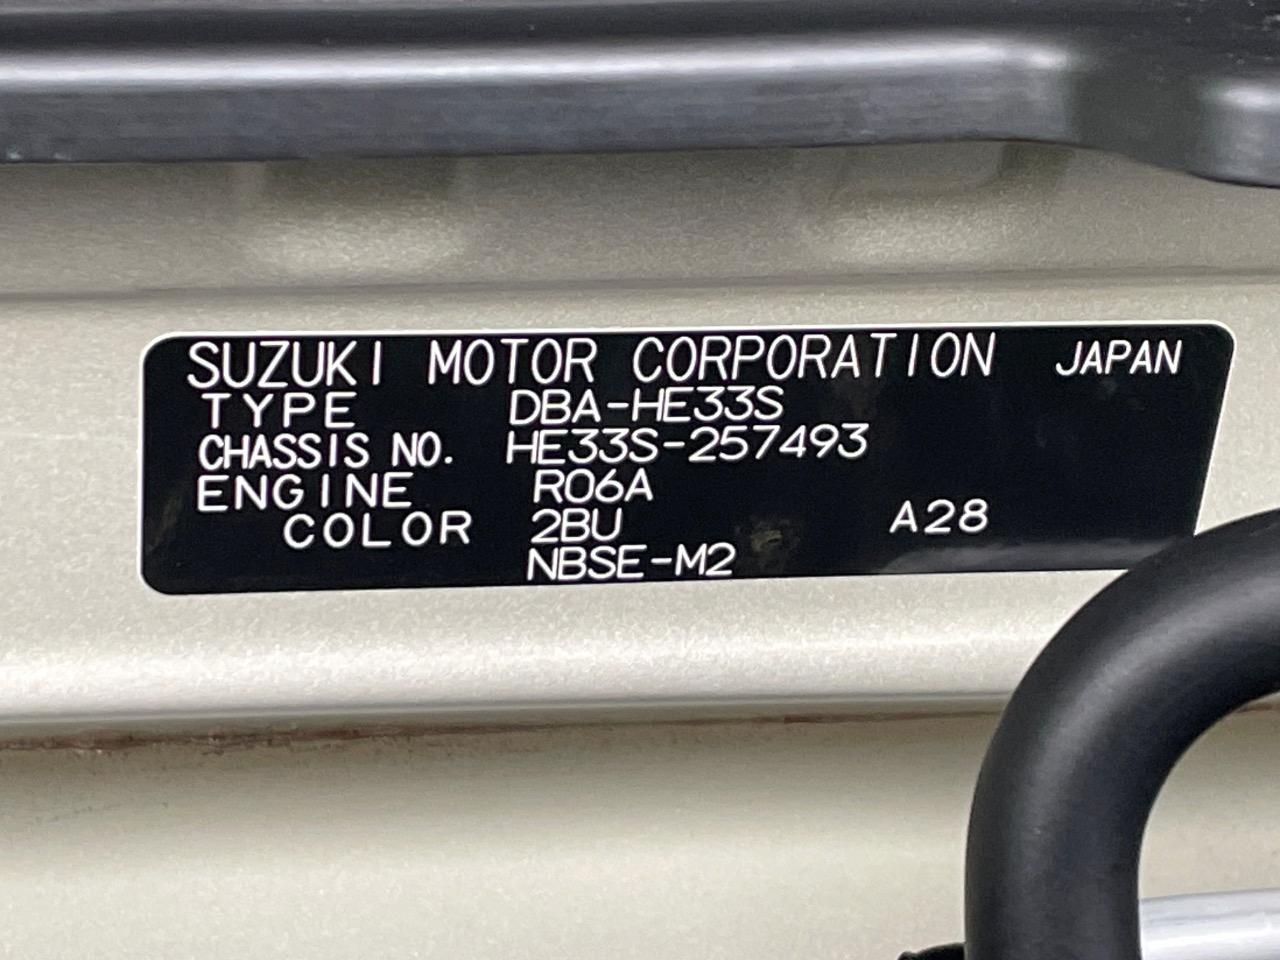 SUZUKI MOTOR CORPORATION JAPAN
TYPE DBA-HE33S
CHASSIS NO. HE33S-257493
ENGINE R06A
COLOR 2BU A28
NBSE-M2